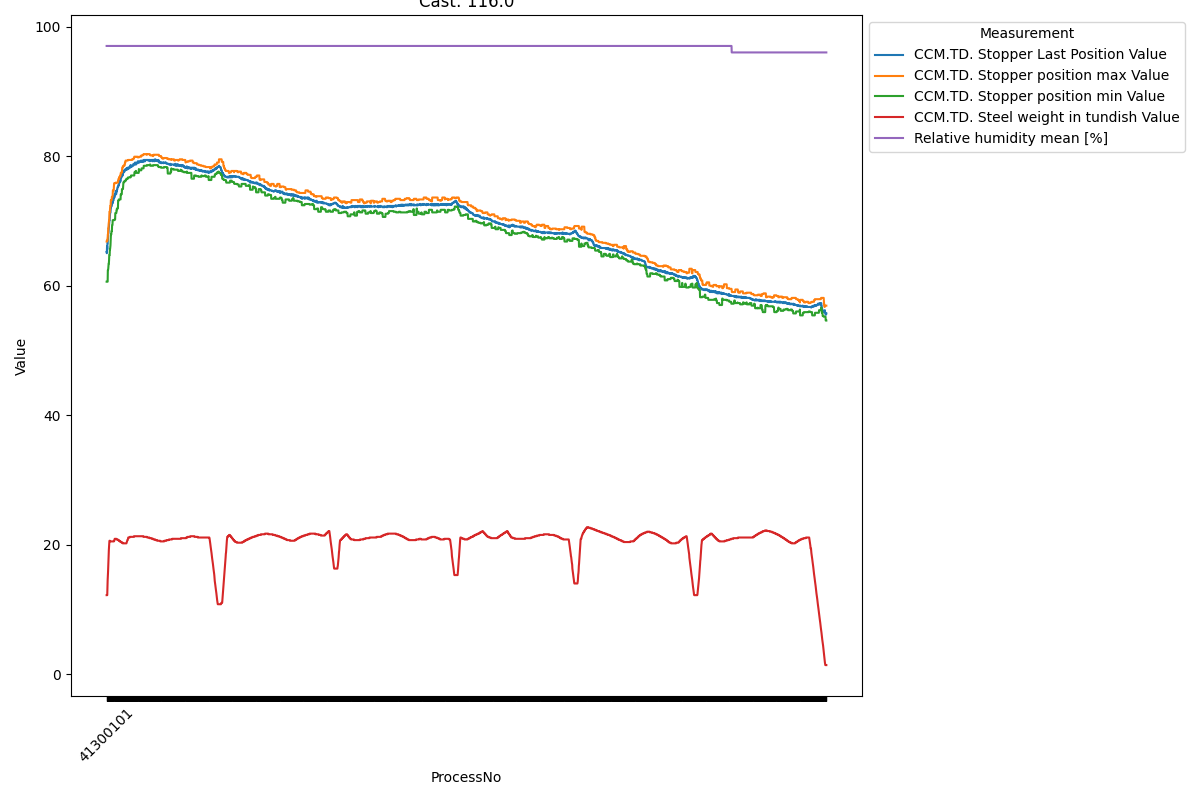 Cast: 116.0
Measurement
CCM.TD. Stopper Last Position Value
CCM.TD. Stopper position max Value
CCM.TD. Stopper position min Value
CCM.TD. Steel weight in tundish Value
Relative humidity mean [%]
Value
100
80
60
40
20
0
41300101
ProcessNo